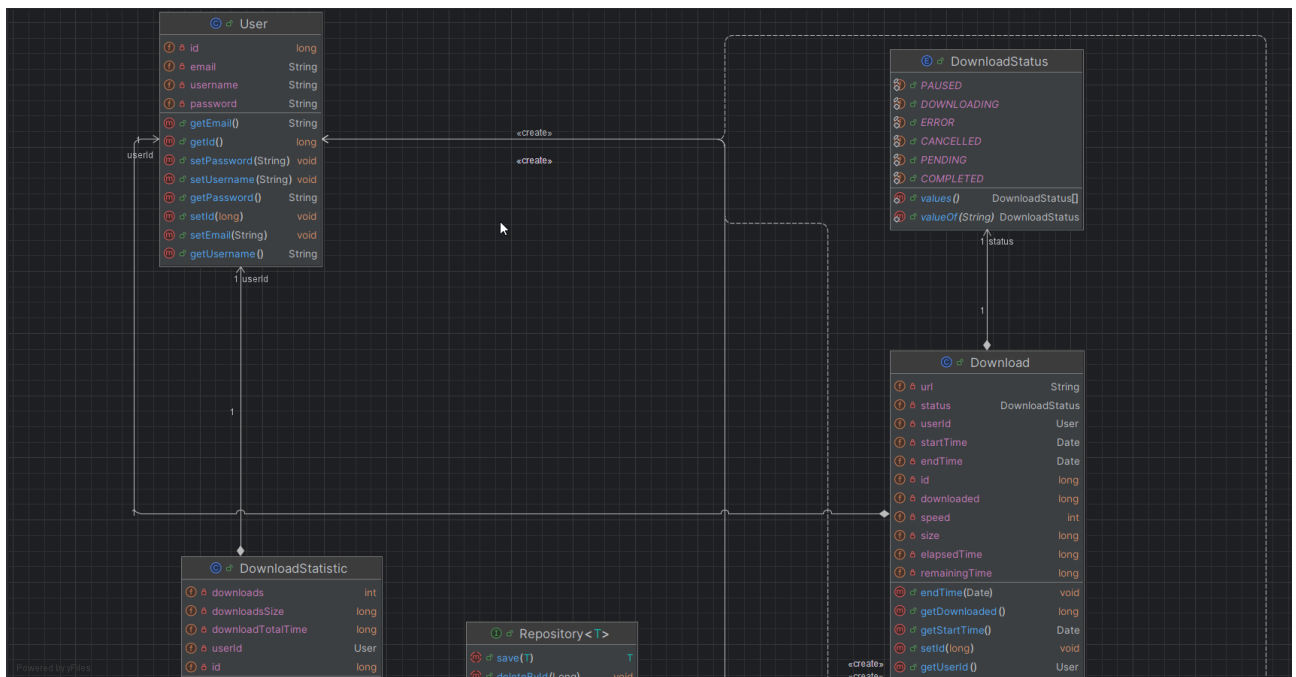 User
id long
email String
username String
password String
getEmail() String
getId() long
setPassword(String) void
setUsername(String) void
getPassword() String
setId(long) void
setEmail(String) void
getUsername() String
1
userId
«create»
«create»
DownloadStatus
PAUSED
DOWNLOADING
ERROR
CANCELLED
PENDING
COMPLETED
values() DownloadStatus[]
valueOf(String) DownloadStatus
1 status
1
1 userId
1
Download
url String
status DownloadStatus
userId User
startTime Date
endTime Date
id long
downloaded long
speed int
size long
elapsedTime long
remainingTime long
endTime(Date) void
getDownloaded() long
getStartTime() Date
setId(long) void
getUserId() User
DownloadStatistic
downloads int
downloadsSize long
downloadTotalTime long
userId User
id long
Repository<T>
save(T) T
deleteById(Long) void
«create»
«create»
Powered by yFiles